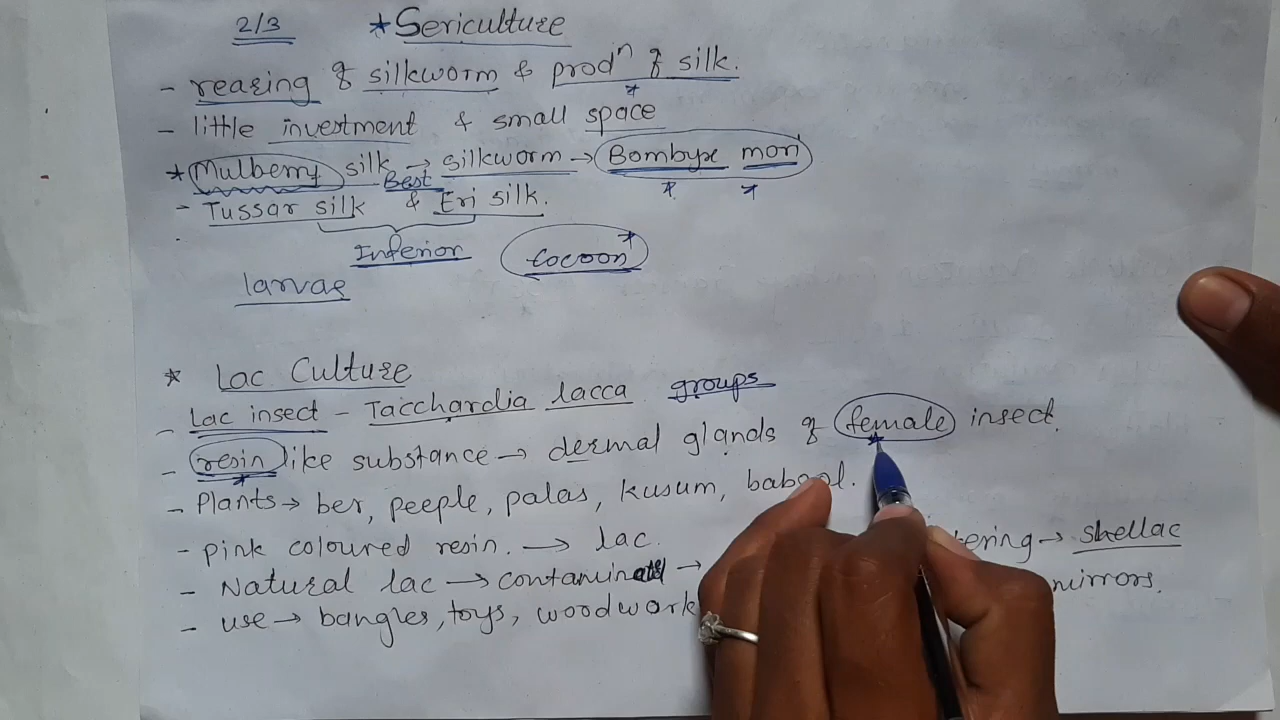 2/3 *Sericulture
- rearing of silkworm & prodⁿ of silk.
- little investment & small space
* Mulberry silk → silkworm → Bombyx mori
Best
- Tussar silk & Eri silk.
Inferior cocoon
larvae
* Lac Culture
- Lac insect - Tacchardia lacca groups
- resin like substance → dermal glands of female insect.
- Plants → ber, peeple, palas, kusum, babool.
- pink coloured resin. → lac.
- Natural lac → contaminated → tering → shellac
- use → bangles, toys, woodwork mirrors.